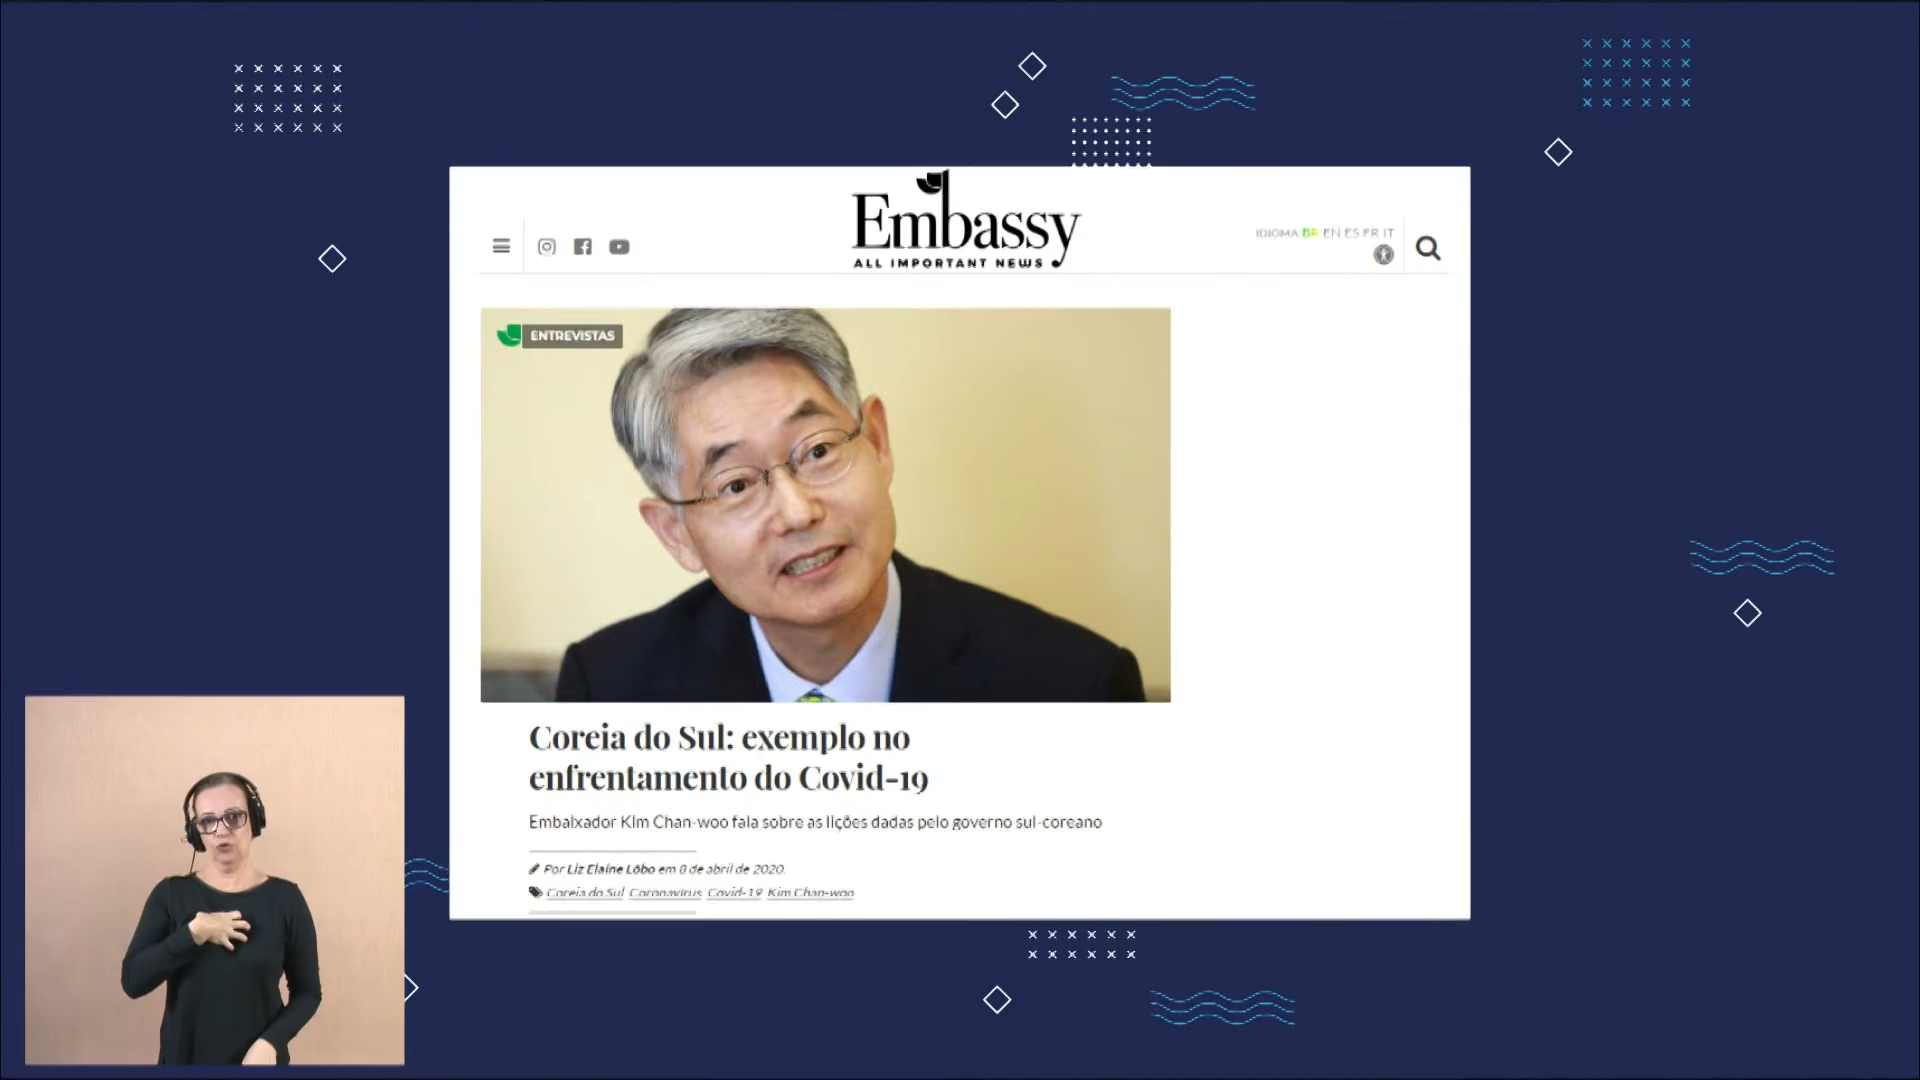 Embassy
ALL IMPORTANT NEWS
IDIOMA BR EN ES FR IT
ENTREVISTAS
Coreia do Sul: exemplo no
enfrentamento do Covid-19
Embaixador Kim Chan-woo fala sobre as lições dadas pelo governo sul-coreano
Por Liz Elaine Lôbo em 8 de abril de 2020.
Coreia do Sul Coronavírus Covid-19 Kim Chan-woo